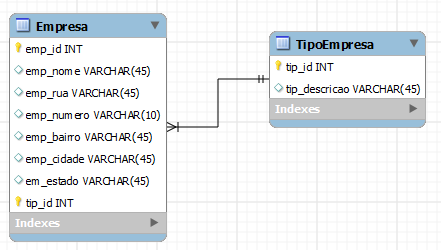 Empresa
emp_id INT
emp_nome VARCHAR(45)
emp_rua VARCHAR(45)
emp_numero VARCHAR(10)
emp_bairro VARCHAR(45)
emp_cidade VARCHAR(45)
em_estado VARCHAR(45)
tip_id INT
Indexes
TipoEmpresa
tip_id INT
tip_descricao VARCHAR(45)
Indexes